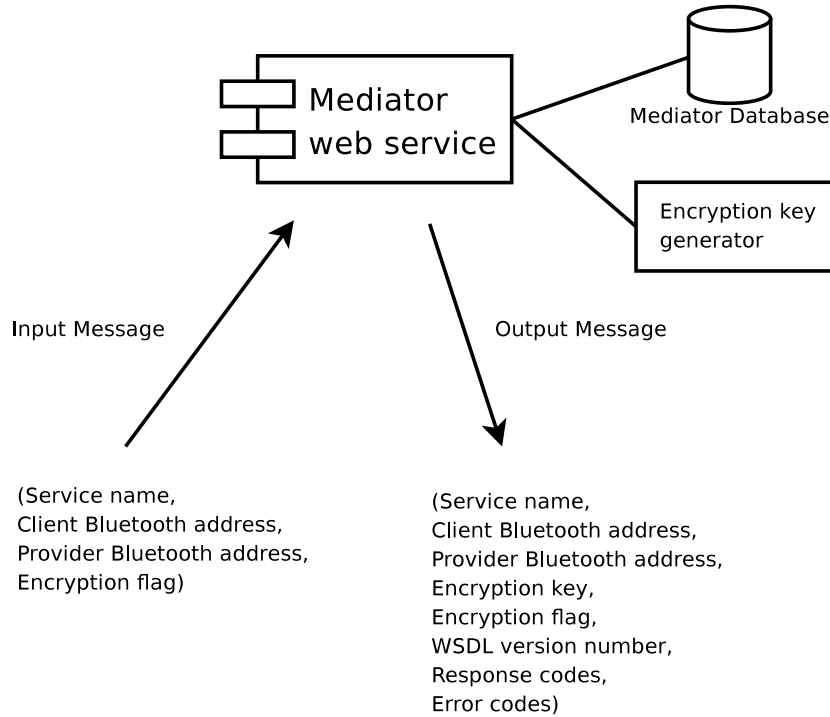 Mediator
web service
Mediator Database
Encryption key
generator
Input Message
Output Message
(Service name,
Client Bluetooth address,
Provider Bluetooth address,
Encryption flag)
(Service name,
Client Bluetooth address,
Provider Bluetooth address,
Encryption key,
Encryption flag,
WSDL version number,
Response codes,
Error codes)